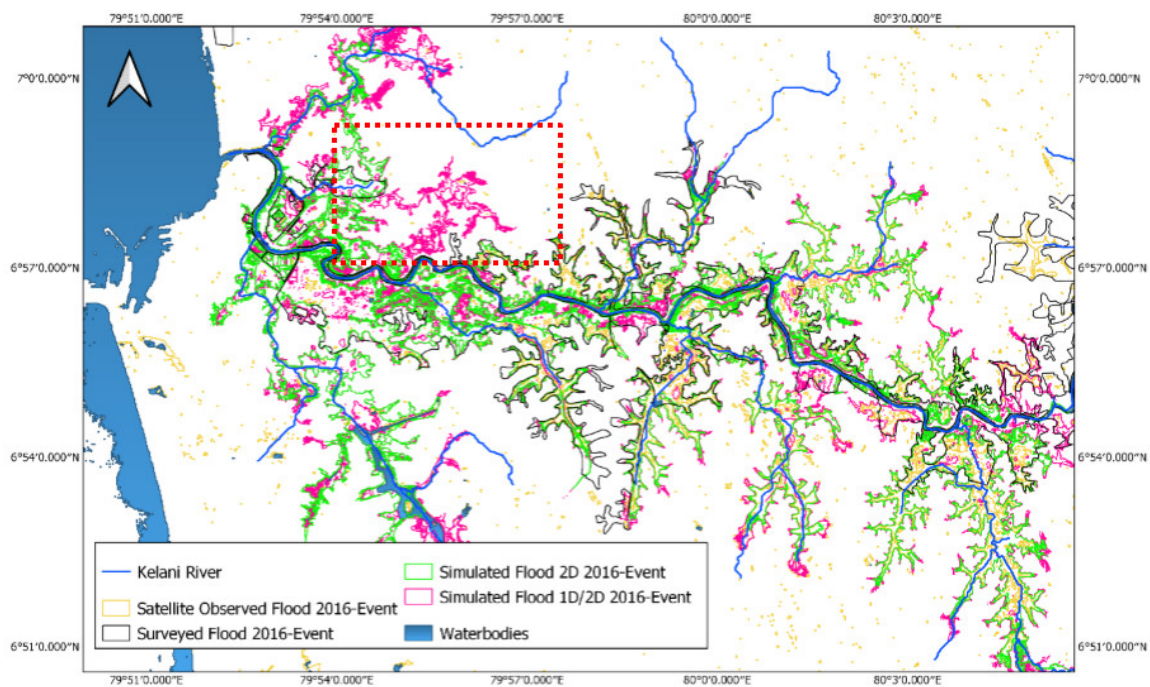 79°51'0.000"E 79°54'0.000"E 79°57'0.000"E 80°0'0.000"E 80°3'0.000"E
7°0'0.000"N 7°0'0.000"N
6°57'0.000"N 6°57'0.000"N
6°54'0.000"N 6°54'0.000"N
Kelani River
Simulated Flood 2D 2016-Event
Satellite Observed Flood 2016-Event
Simulated Flood 1D/2D 2016-Event
Surveyed Flood 2016-Event
Waterbodies
6°51'0.000"N 6°51'0.000"N
79°51'0.000"E 79°54'0.000"E 79°57'0.000"E 80°0'0.000"E 80°3'0.000"E